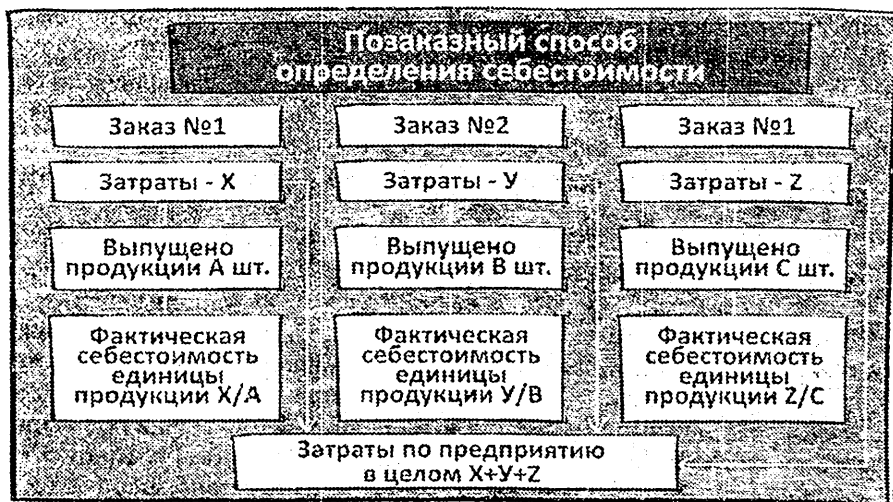 Позаказный способ
определения себестоимости
Заказ №1
Заказ №2
Заказ №1
Затраты - X
Затраты - У
Затраты - Z
Выпущено
продукции А шт.
Выпущено
продукции В шт.
Выпущено
продукции С шт.
Фактическая
себестоимость
единицы
продукции Х/А
Фактическая
себестоимость
единицы
продукции У/В
Фактическая
себестоимость
единицы
продукции Z/C
Затраты по предприятию
в целом X+У+Z